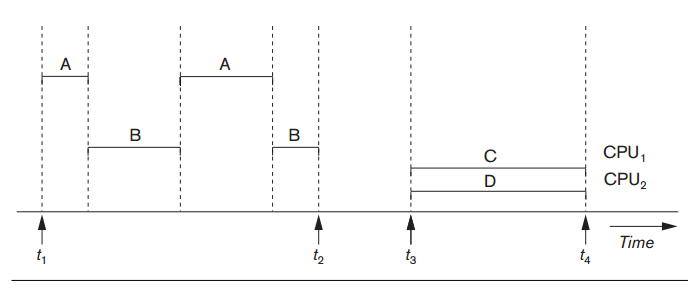 A A
B B
C CPU₁
D CPU₂
t₁ t₂ t₃ t₄ Time